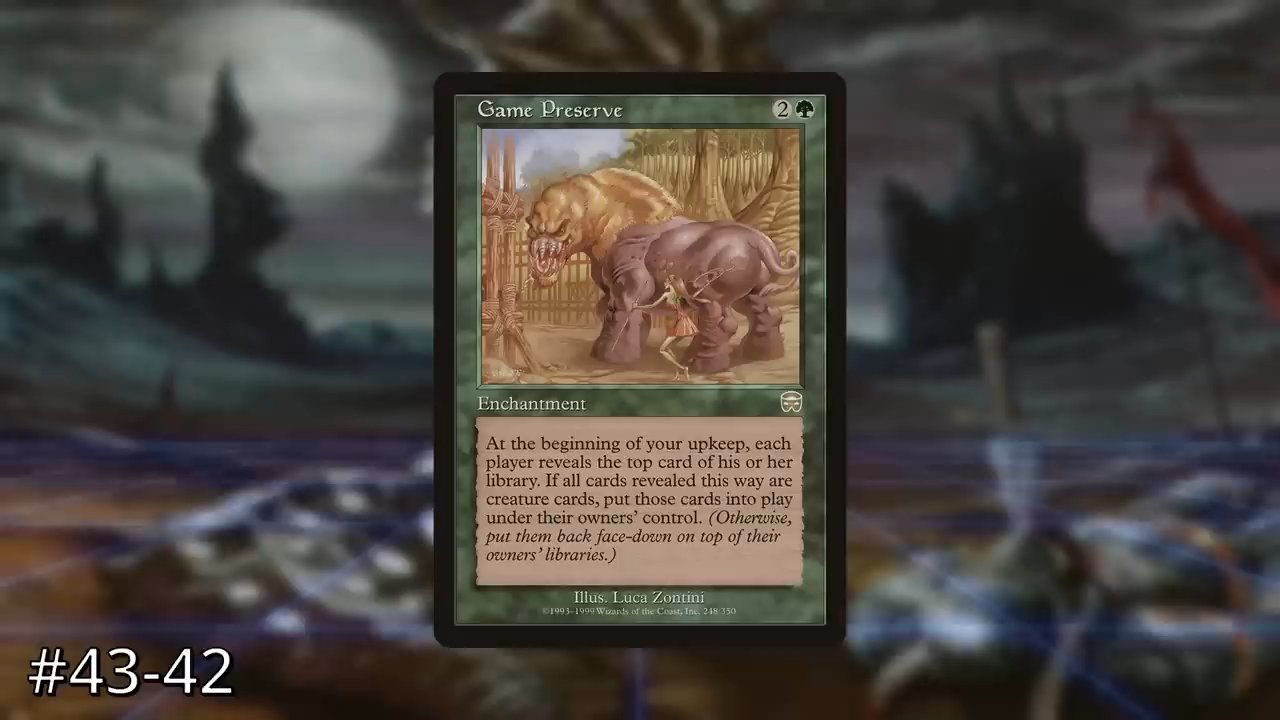 Game Preserve 2
Enchantment
At the beginning of your upkeep, each
player reveals the top card of his or her
library. If all cards revealed this way are
creature cards, put those cards into play
under their owners' control. (Otherwise,
put them back face-down on top of their
owners' libraries.)
Illus. Luca Zontini
©1993–1999 Wizards of the Coast, Inc. 248/350
#43-42